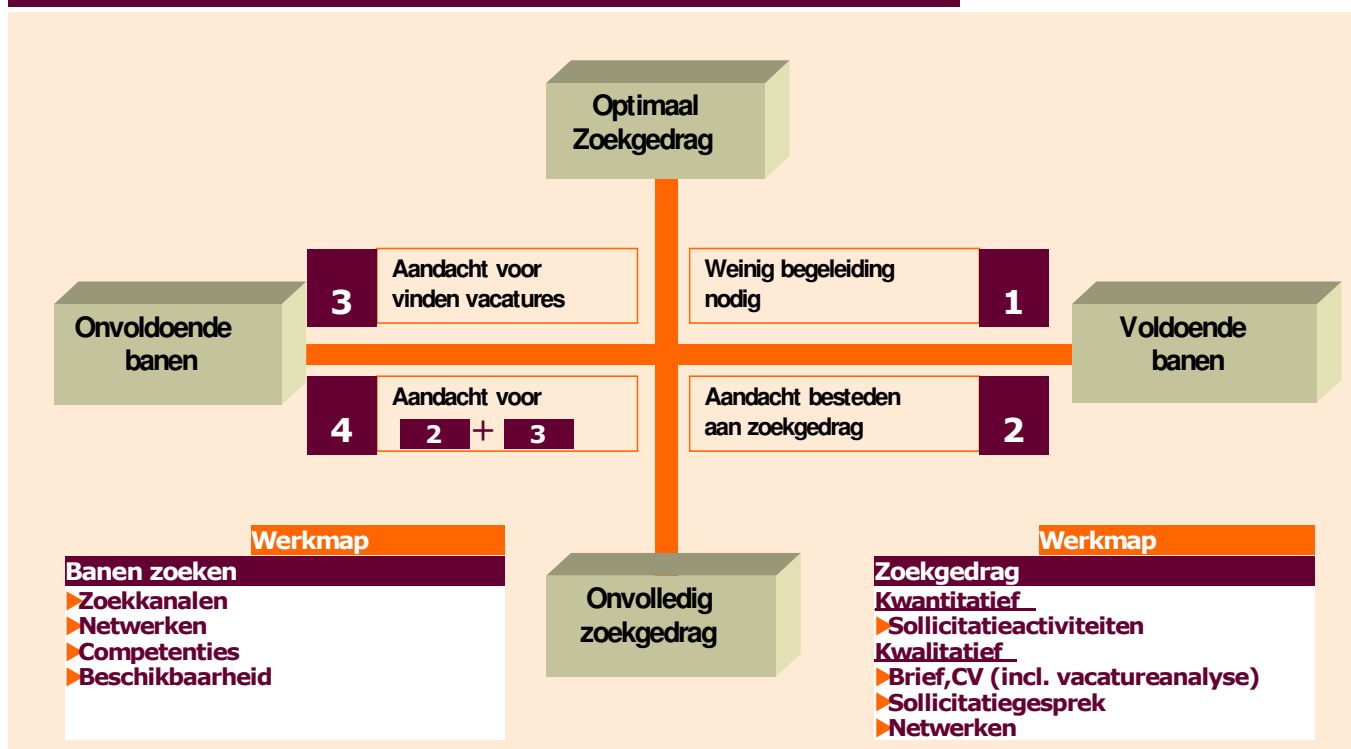 Optimaal
Zoekgedrag
3
Aandacht voor
vinden vacatures
Weinig begeleiding
nodig
1
Onvoldoende
banen
Voldoende
banen
4
Aandacht voor
2 + 3
Aandacht besteden
aan zoekgedrag
2
Onvolledig
zoekgedrag
Werkmap
Banen zoeken
Zoekkanalen
Netwerken
Competenties
Beschikbaarheid
Werkmap
Zoekgedrag
Kwantitatief
Sollicitatieactiviteiten
Kwalitatief
Brief,CV (incl. vacatureanalyse)
Sollicitatiegesprek
Netwerken